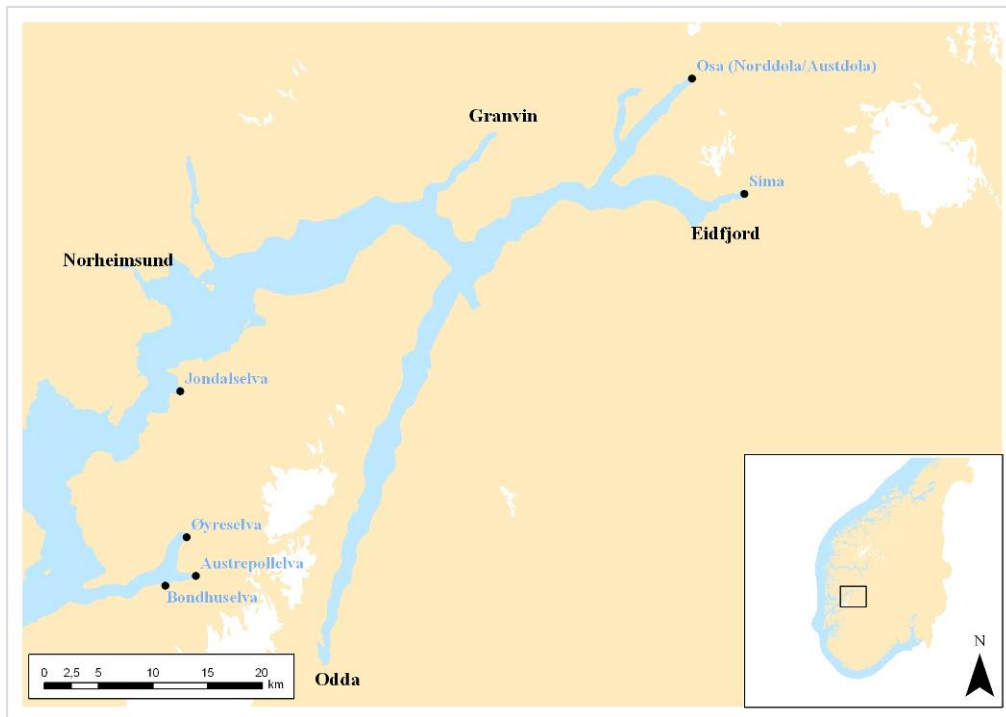 Osa (Norddøla/Austdøla)
Granvin
Sima
Eidfjord
Norheimsund
Jondalselva
Øyreselva
Austrepollelva
Bondhuselva
Odda
0 2,5 5 10 15 20
km
N